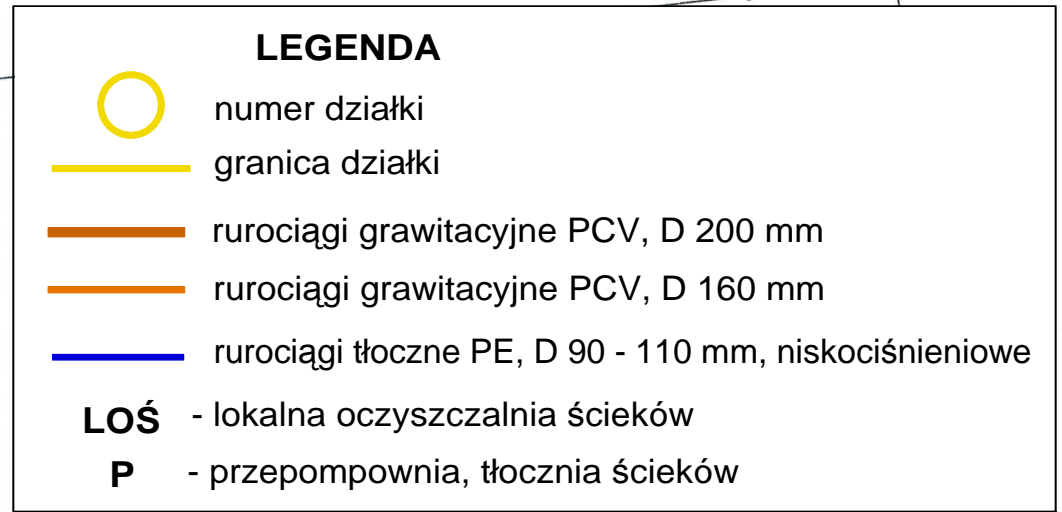 LEGENDA
numer działki
granica działki
rurociągi grawitacyjne PCV, D 200 mm
rurociągi grawitacyjne PCV, D 160 mm
rurociągi tłoczne PE, D 90 - 110 mm, niskociśnieniowe
LOŚ - lokalna oczyszczalnia ścieków
P - przepompownia, tłocznia ścieków